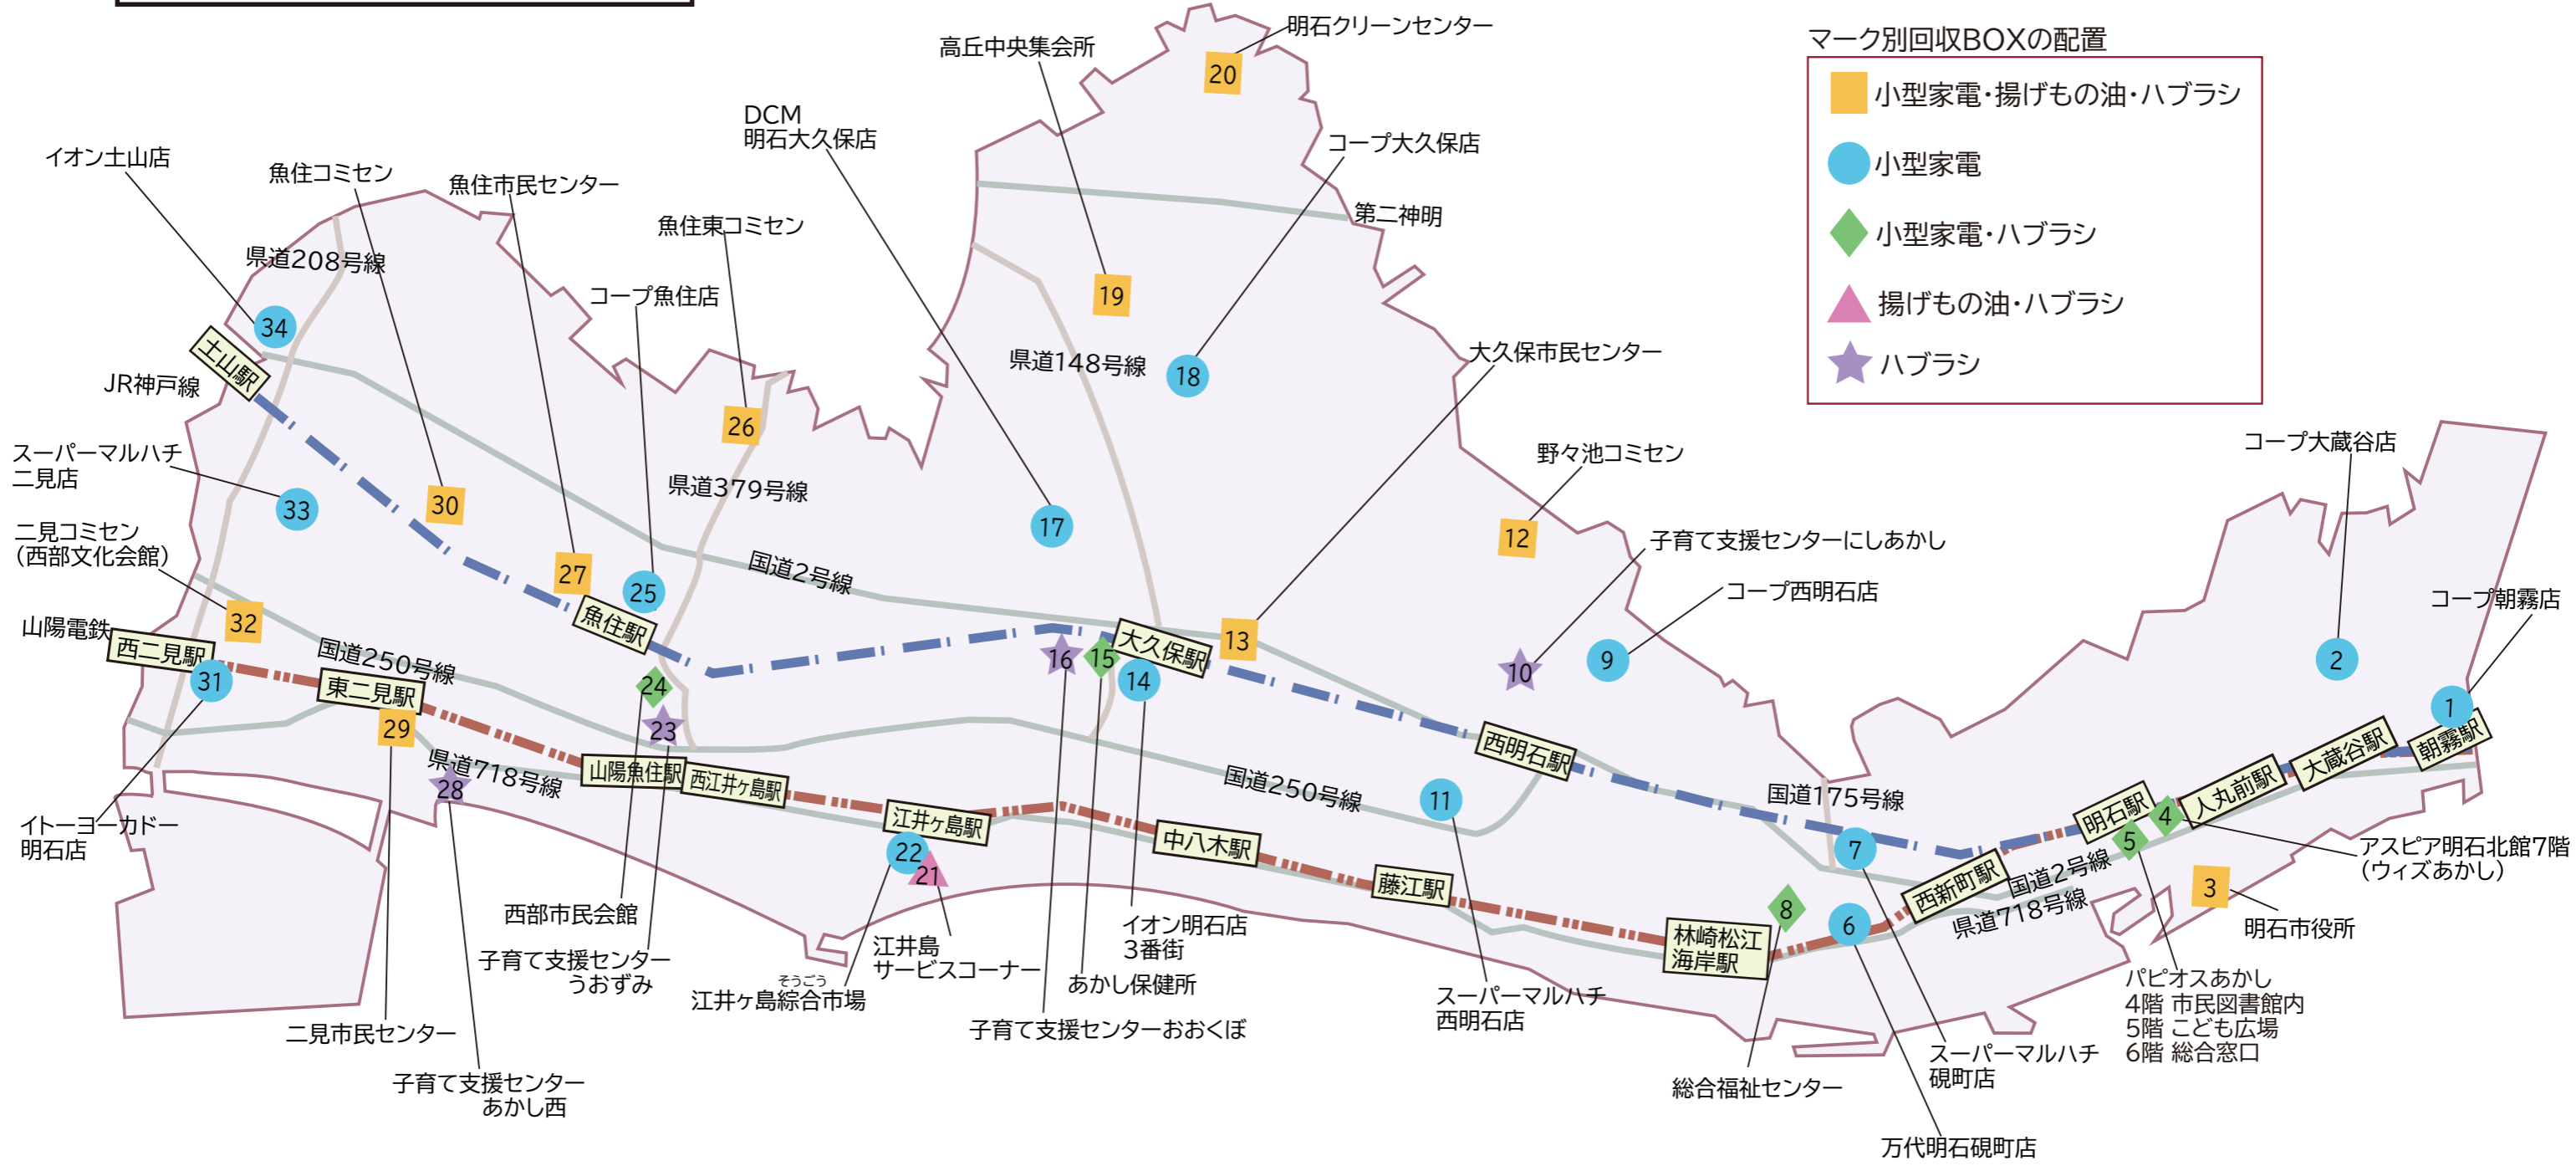 マーク別回収BOXの配置
小型家電・揚げもの油・ハブラシ
小型家電
小型家電・ハブラシ
揚げもの油・ハブラシ
ハブラシ
明石クリーンセンター
高丘中央集会所
20
DCM
明石大久保店
コープ大久保店
イオン土山店
魚住コミセン
魚住市民センター
魚住東コミセン
第二神明
県道208号線
コープ魚住店
19
34
土山駅
県道148号線
18
大久保市民センター
JR神戸線
26
スーパーマルハチ
二見店
33
30
県道379号線
17
野々池コミセン
12
コープ大蔵谷店
二見コミセン
(西部文化会館)
子育て支援センターにしあかし
27
25
国道2号線
コープ西明石店
コープ朝霧店
32
山陽電鉄
西二見駅
31
国道250号線
魚住駅
大久保駅
13
16
15
14
10
9
2
1
東二見駅
24
23
29
西明石駅
朝霧駅
大蔵谷駅
人丸前駅
明石駅
県道718号線
28
山陽魚住駅
西江井ヶ島駅
国道250号線
11
国道175号線
4
5
イトーヨーカドー
明石店
江井ヶ島駅
22
21
中八木駅
藤江駅
7
西新町駅
国道2号線
県道718号線
アスピア明石北館7階
(ウィズあかし)
3
明石市役所
8
6
林崎松江
海岸駅
西部市民会館
子育て支援センター
うおずみ
江井島
サービスコーナー
イオン明石店
3番街
あかし保健所
そうごう
江井ヶ島綜合市場
子育て支援センターおおくぼ
スーパーマルハチ
西明石店
パピオスあかし
4階 市民図書館内
5階 こども広場
6階 総合窓口
二見市民センター
子育て支援センター
あかし西
総合福祉センター
スーパーマルハチ
硯町店
万代明石硯町店